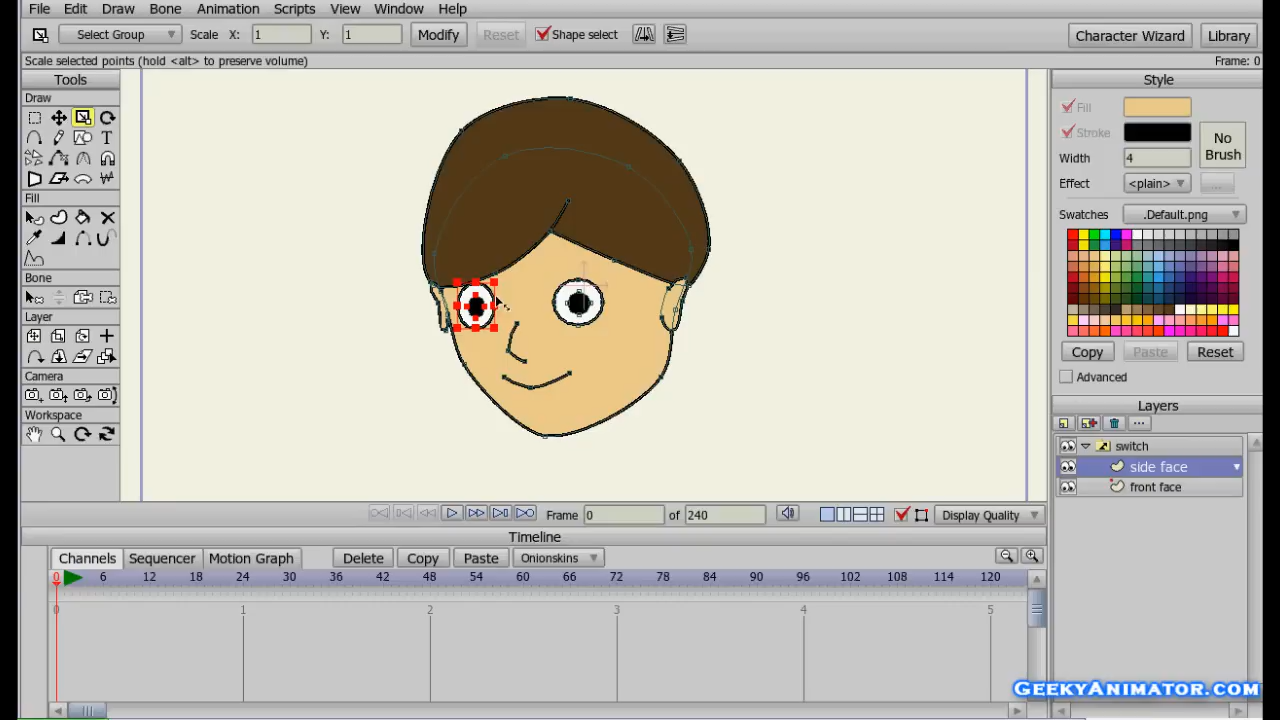 File Edit Draw Bone Animation Scripts View Window Help
Select Group Scale X: 1 Y: 1 Modify Reset Shape select Character Wizard Library
Scale selected points (hold <alt> to preserve volume) Frame: 0
Tools
Draw
T
Fill
Bone
Layer
Camera
Workspace
Style
Fill
Stroke
No Brush
Width 4
Effect <plain> ...
Swatches .Default.png
Copy Paste Reset
Advanced
Layers
switch
side face
front face
Frame 0 of 240 Display Quality
Timeline
Channels Sequencer Motion Graph Delete Copy Paste Onionskins
0 6 12 18 24 30 36 42 48 54 60 66 72 78 84 90 96 102 108 114 120
0 1 2 3 4 5
GeekyAnimator.com